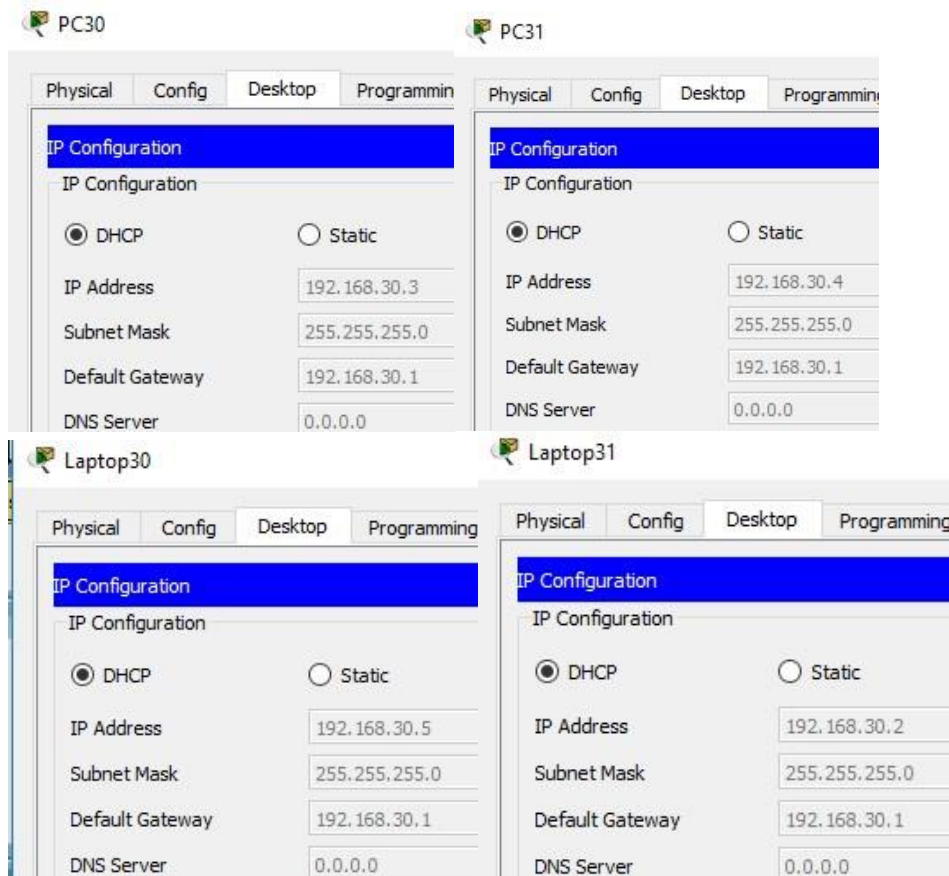 PC30
Physical Config Desktop Programmin
IP Configuration
IP Configuration
DHCP Static
IP Address 192.168.30.3
Subnet Mask 255.255.255.0
Default Gateway 192.168.30.1
DNS Server 0.0.0.0
PC31
Physical Config Desktop Programming
IP Configuration
IP Configuration
DHCP Static
IP Address 192.168.30.4
Subnet Mask 255.255.255.0
Default Gateway 192.168.30.1
DNS Server 0.0.0.0
Laptop30
Physical Config Desktop Programming
IP Configuration
IP Configuration
DHCP Static
IP Address 192.168.30.5
Subnet Mask 255.255.255.0
Default Gateway 192.168.30.1
DNS Server 0.0.0.0
Laptop31
Physical Config Desktop Programming
IP Configuration
IP Configuration
DHCP Static
IP Address 192.168.30.2
Subnet Mask 255.255.255.0
Default Gateway 192.168.30.1
DNS Server 0.0.0.0